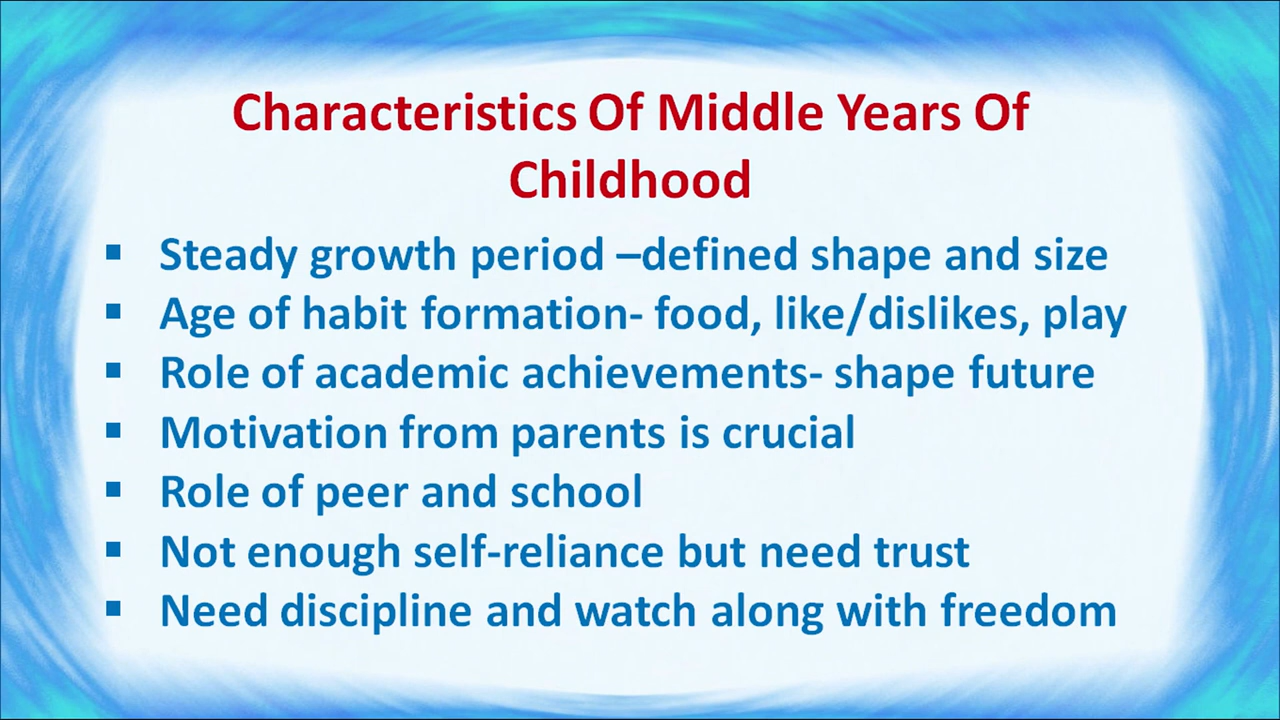 Characteristics Of Middle Years Of
Childhood
▪ Steady growth period –defined shape and size
▪ Age of habit formation- food, like/dislikes, play
▪ Role of academic achievements- shape future
▪ Motivation from parents is crucial
▪ Role of peer and school
▪ Not enough self-reliance but need trust
▪ Need discipline and watch along with freedom